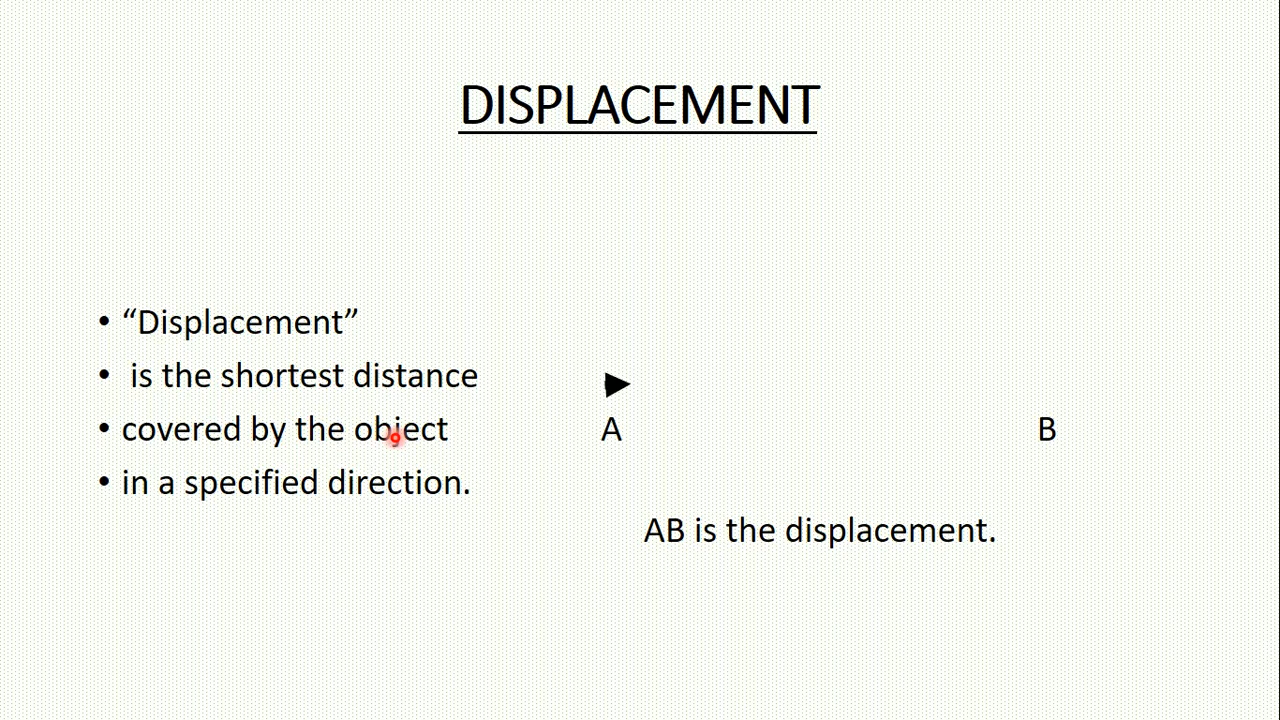 DISPLACEMENT
• “Displacement”
• is the shortest distance
• covered by the object
• in a specified direction.
A B
AB is the displacement.